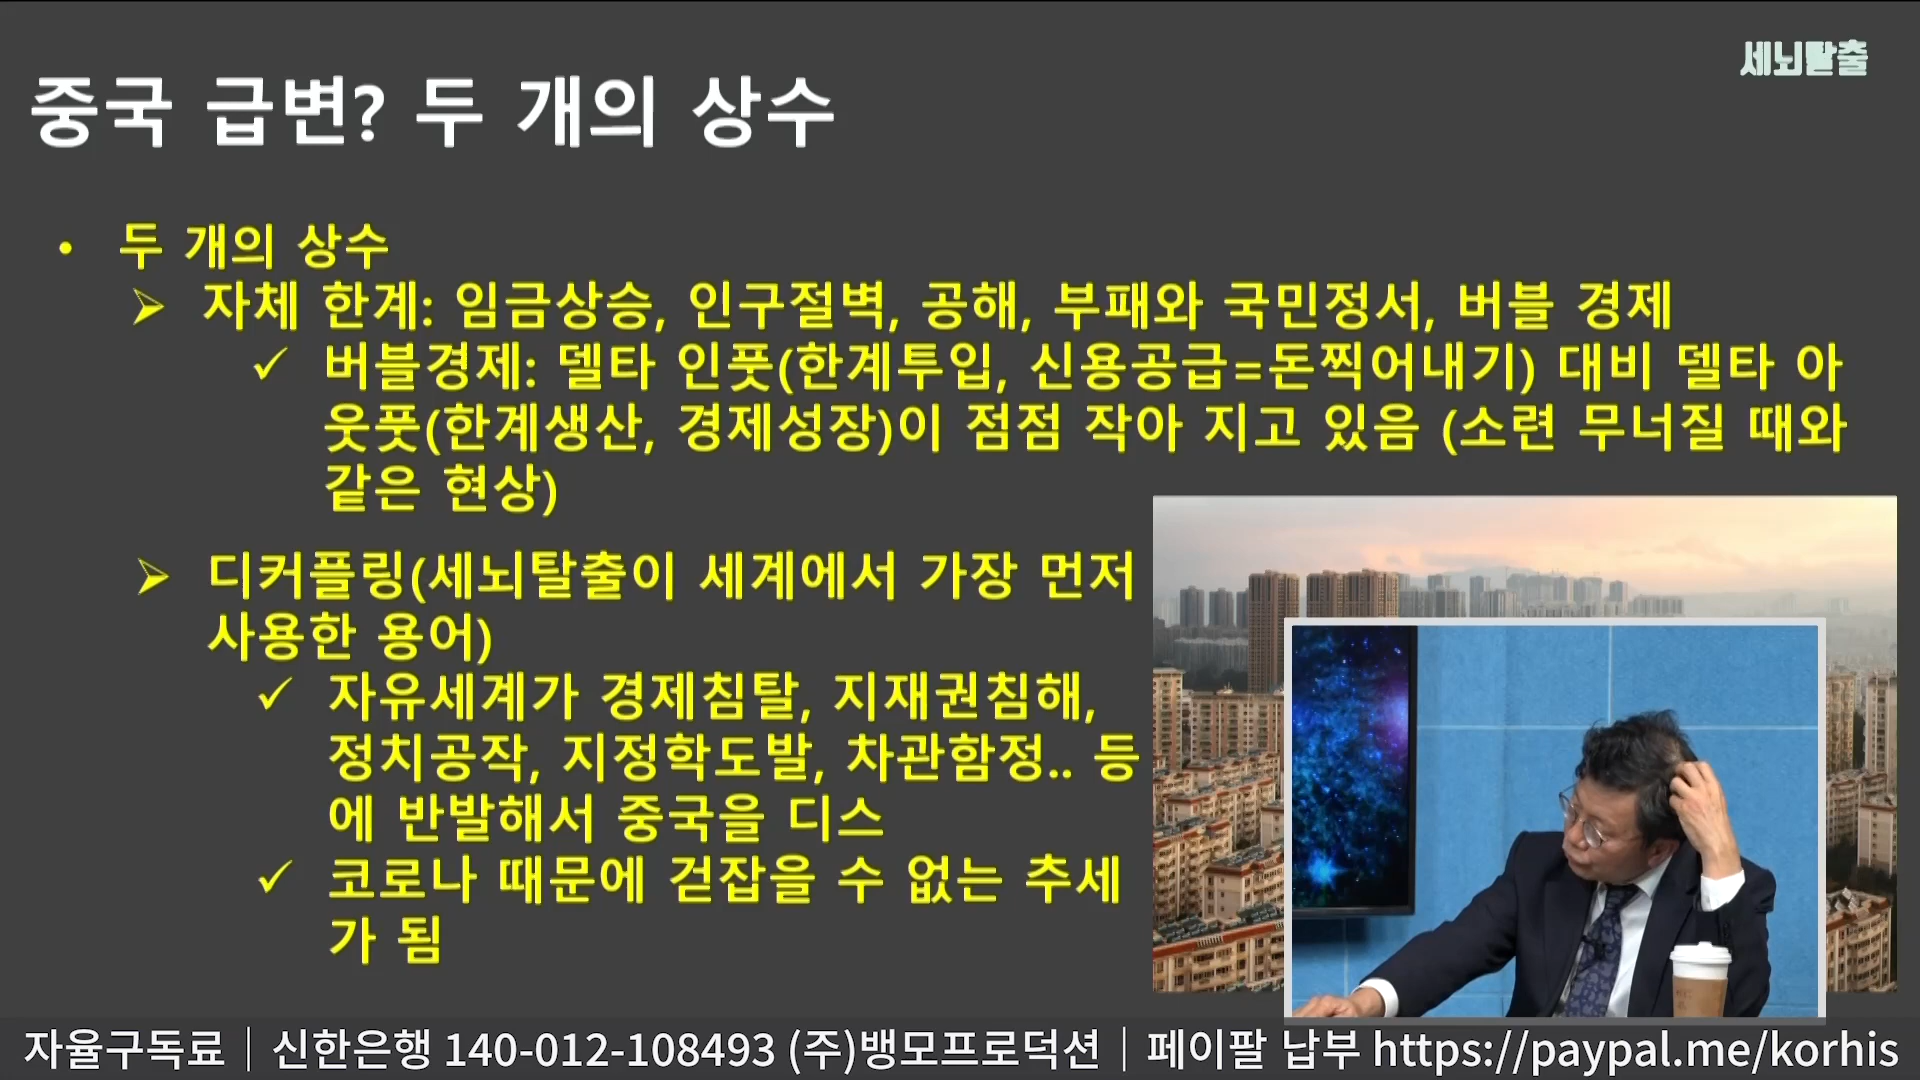 세뇌탈출
중국 급변? 두 개의 상수
• 두 개의 상수
➢ 자체 한계: 임금상승, 인구절벽, 공해, 부패와 국민정서, 버블 경제
✓ 버블경제: 델타 인풋(한계투입, 신용공급=돈찍어내기) 대비 델타 아
웃풋(한계생산, 경제성장)이 점점 작아 지고 있음 (소련 무너질 때와
같은 현상)
➢ 디커플링(세뇌탈출이 세계에서 가장 먼저
사용한 용어)
✓ 자유세계가 경제침탈, 지재권침해,
정치공작, 지정학도발, 차관함정.. 등
에 반발해서 중국을 디스
✓ 코로나 때문에 걷잡을 수 없는 추세
가 됨
자율구독료｜신한은행 140-012-108493 (주)뱅모프로덕션｜페이팔 납부 https://paypal.me/korhis